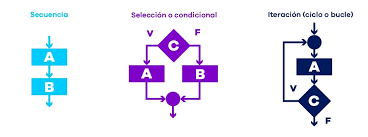 Secuencia
A
B
Selección o condicional
V
F
C
A
B
Iteración (ciclo o bucle)
A
V
C
F